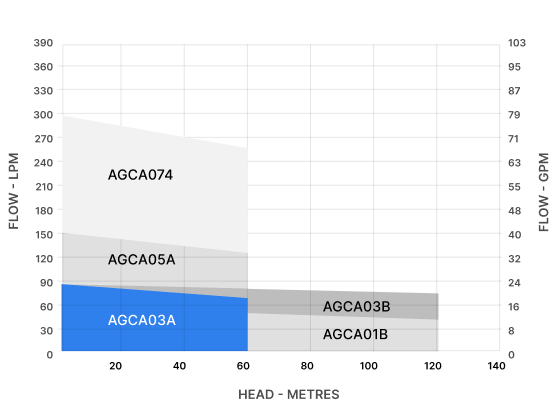 390 103
360 95
330 87
300 79
270 71
240 63
210 55
180 48
150 40
120 32
90 24
60 16
30 8
0 0
FLOW - LPM
FLOW - GPM
AGCA074
AGCA05A
AGCA03B
AGCA03A
AGCA01B
20 40 60 80 100 120 140
HEAD - METRES